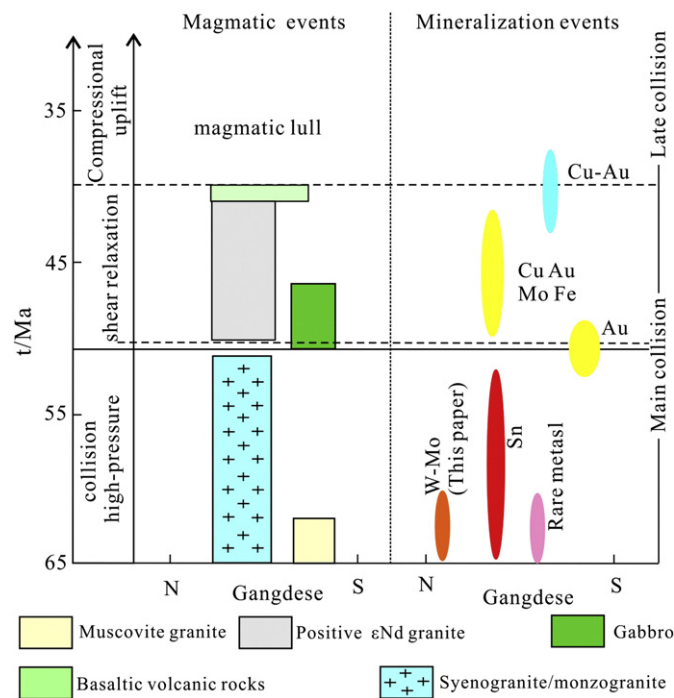 Magmatic events
Mineralization events
t/Ma
35
45
55
65
Compressional
uplift
shear relaxation
collision
high-pressure
magmatic lull
Cu-Au
Cu Au
Mo Fe
Au
W-Mo
(This paper)
Sn
Rare metasl
Late collision
Main collision
N
Gangdese
S
N
Gangdese
S
Muscovite granite
Positive εNd granite
Gabbro
Basaltic volcanic rocks
Syenogranite/monzogranite